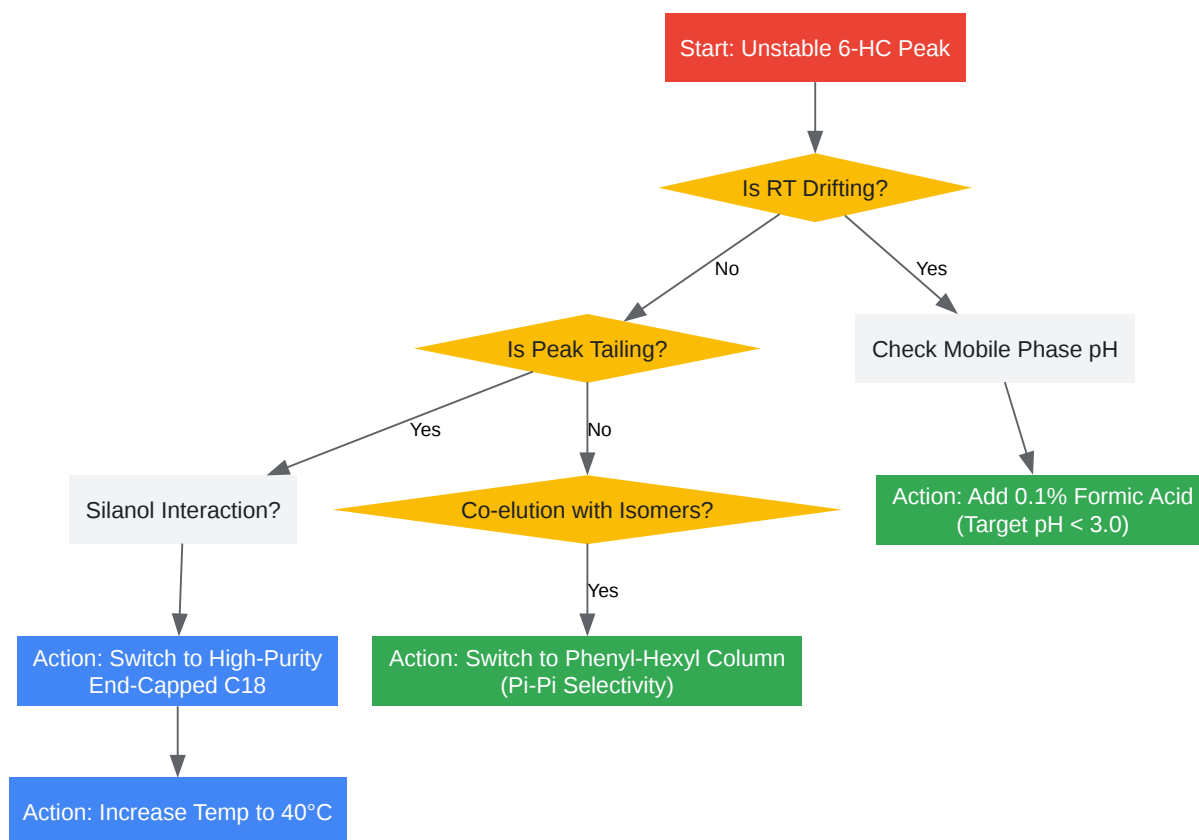 Start: Unstable 6-HC Peak
Is RT Drifting?
No
Yes
Is Peak Tailing?
Check Mobile Phase pH
Yes
No
Silanol Interaction?
Co-elution with Isomers?
Action: Add 0.1% Formic Acid
(Target pH < 3.0)
Yes
Action: Switch to High-Purity
End-Capped C18
Action: Switch to Phenyl-Hexyl Column
(Pi-Pi Selectivity)
Action: Increase Temp to 40°C